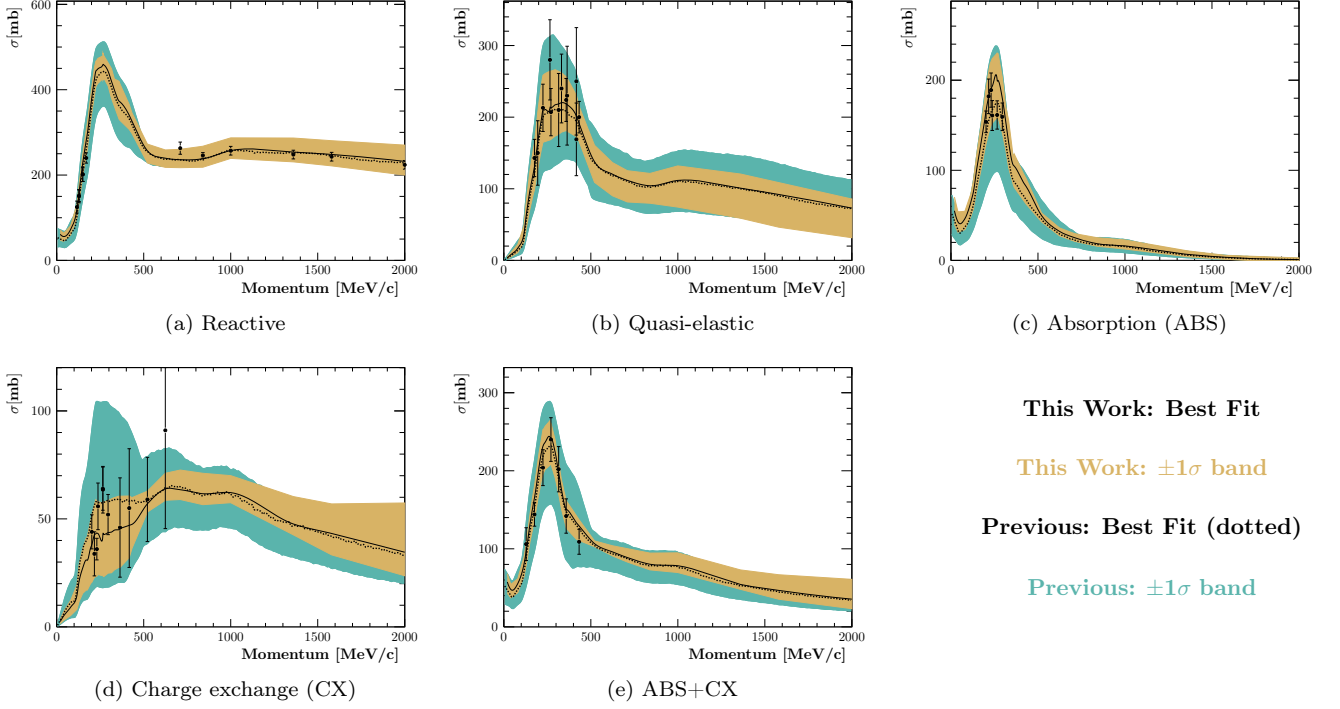 σ[mb]
600
400
200
0
0 500 1000 1500 2000
Momentum [MeV/c]
(a) Reactive
σ[mb]
300
200
100
0
0 500 1000 1500 2000
Momentum [MeV/c]
(b) Quasi-elastic
σ[mb]
200
100
0
0 500 1000 1500 2000
Momentum [MeV/c]
(c) Absorption (ABS)
σ[mb]
100
50
0
0 500 1000 1500 2000
Momentum [MeV/c]
(d) Charge exchange (CX)
σ[mb]
300
200
100
0
0 500 1000 1500 2000
Momentum [MeV/c]
(e) ABS+CX
This Work: Best Fit
This Work: ±1σ band
Previous: Best Fit (dotted)
Previous: ±1σ band